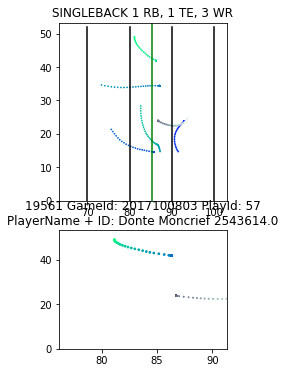 SINGLEBACK 1 RB, 1 TE, 3 WR
50
40
30
20
10
0
70 80 90 100
19561 GameId: 2017100803 PlayId: 57
PlayerName + ID: Donte Moncrief 2543614.0
40
20
0
80 85 90